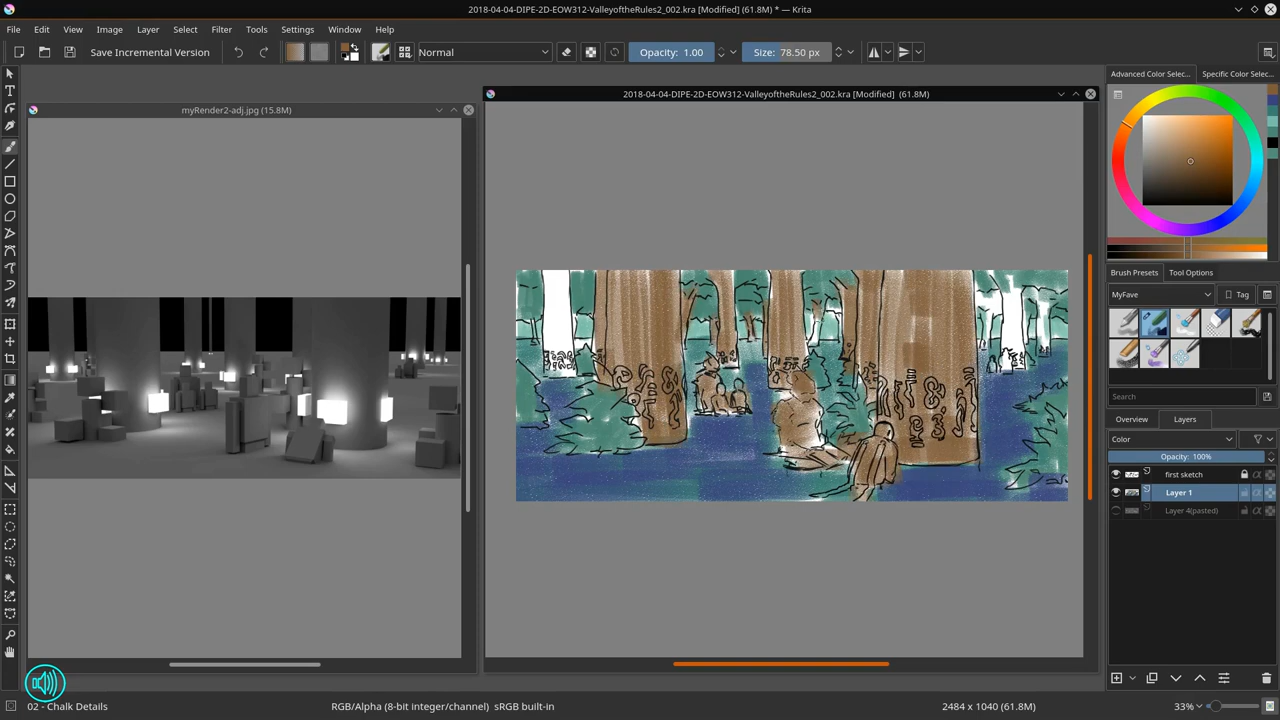 2018-04-04-DIPE-2D-EOW312-ValleyoftheRules2_002.kra [Modified] (61.8M) * — Krita
File Edit View Image Layer Select Filter Tools Settings Window Help
Save Incremental Version Normal Opacity: 1.00 Size: 78.50 px
Advanced Color Selec... Specific Color Selec...
myRender2-adj.jpg (15.8M)
2018-04-04-DIPE-2D-EOW312-ValleyoftheRules2_002.kra [Modified] (61.8M)
Brush Presets Tool Options
MyFave Tag
Search
Overview Layers
Color
Opacity: 100%
first sketch
Layer 1
Layer 4(pasted)
02 - Chalk Details RGB/Alpha (8-bit integer/channel) sRGB built-in 2484 x 1040 (61.8M) 33%